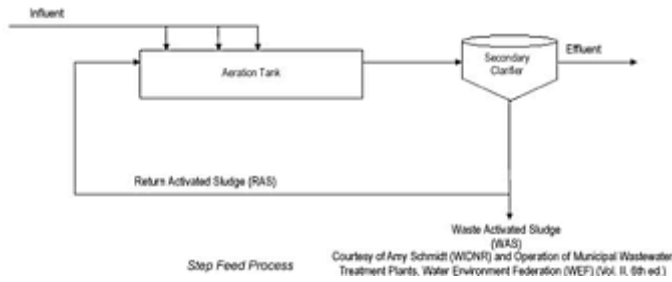 Influent
Aeration Tank
Secondary
Clarifier
Effluent
Return Activated Sludge (RAS)
Waste Activated Sludge
(WAS)
Courtesy of Amy Schmidt (WIDNR) and Operation of Municipal Wastewater
Treatment Plants, Water Environment Federation (WEF) (Vol. II, 6th ed.)
Step Feed Process